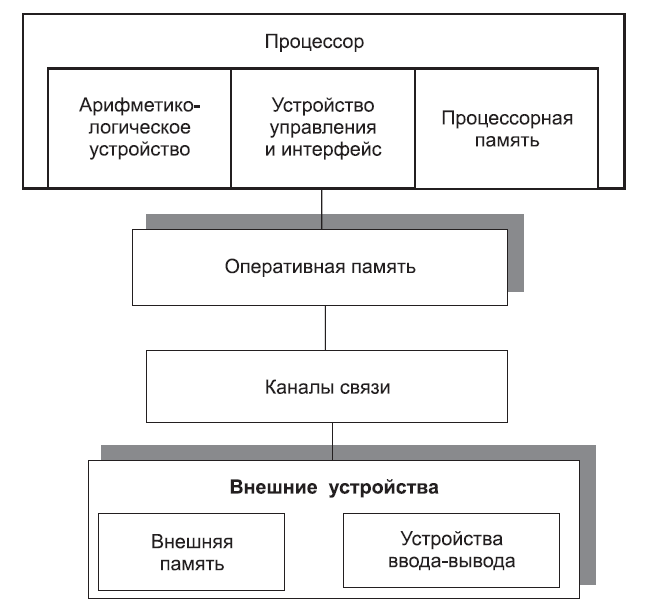 Процессор
Арифметико-
логическое
устройство
Устройство
управления
и интерфейс
Процессорная
память
Оперативная память
Каналы связи
Внешние устройства
Внешняя
память
Устройства
ввода-вывода